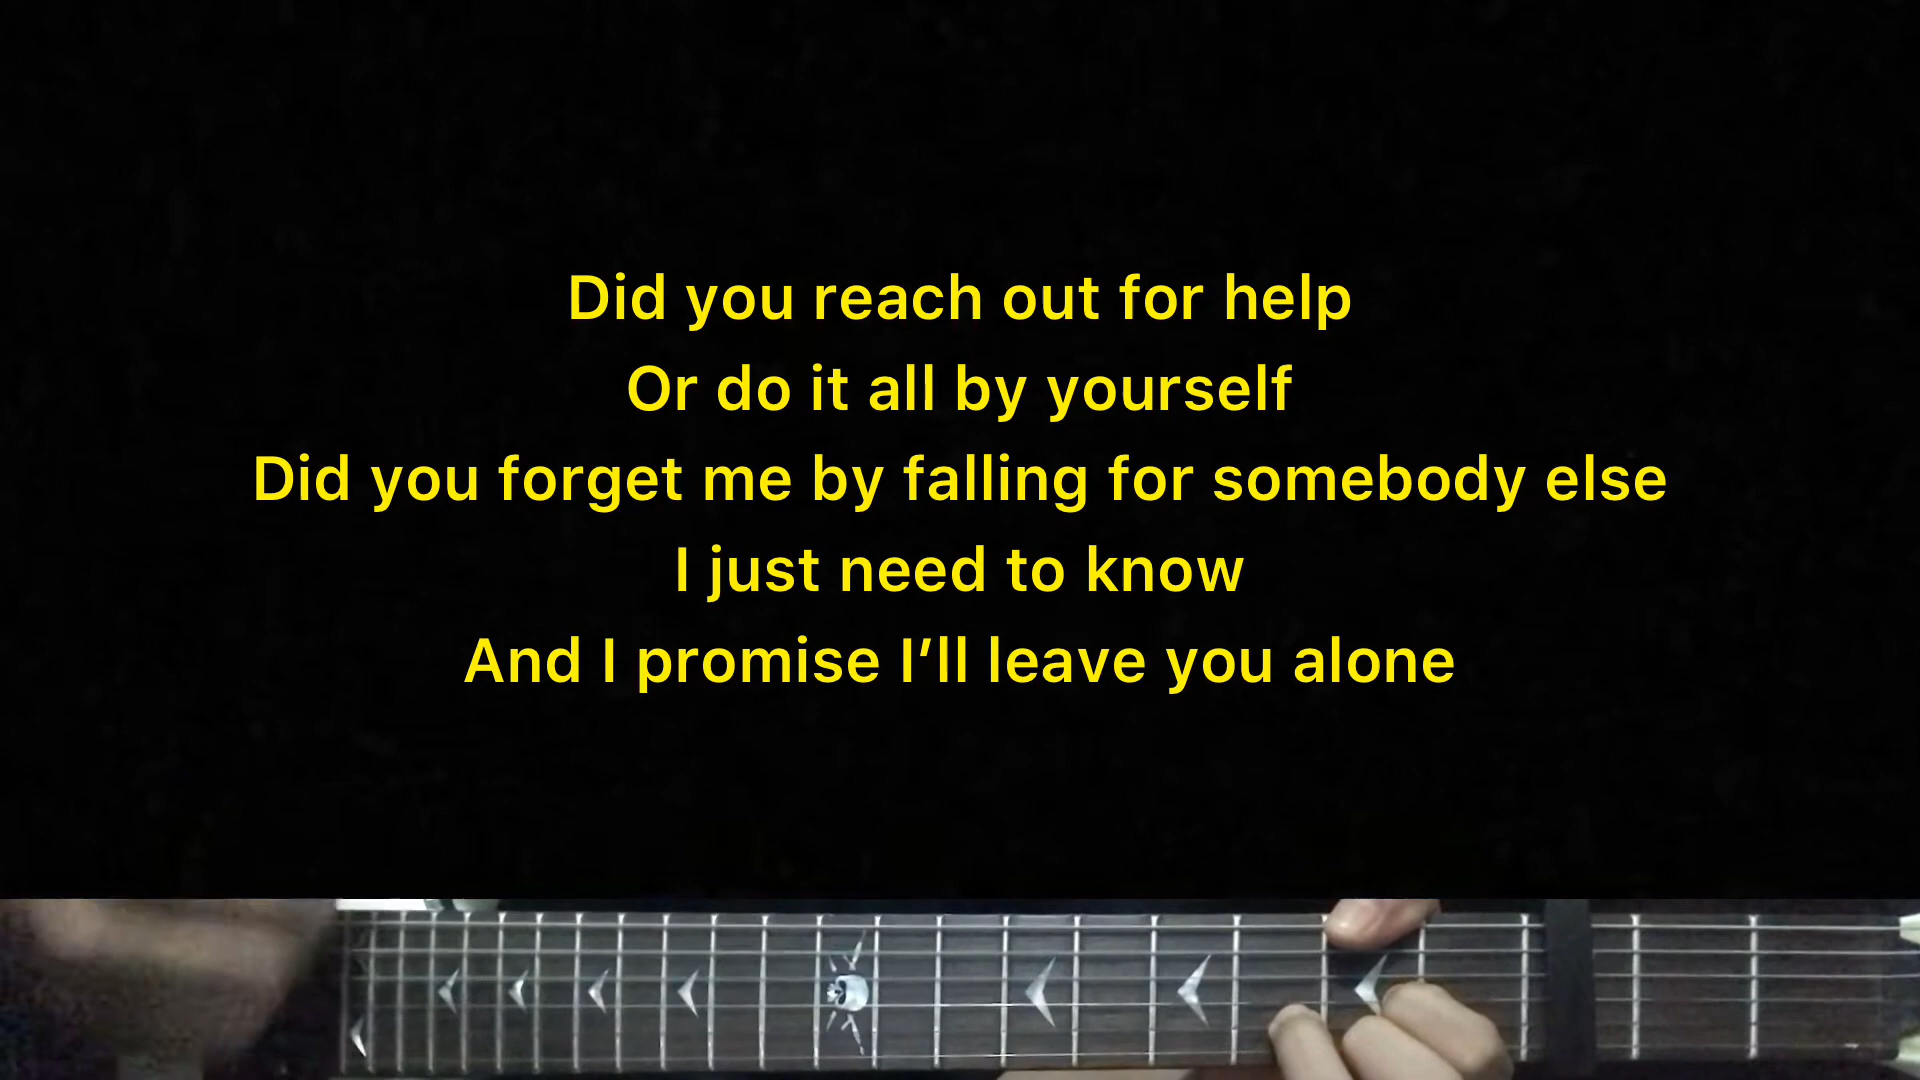 Did you reach out for help
Or do it all by yourself
Did you forget me by falling for somebody else
I just need to know
And I promise I’ll leave you alone